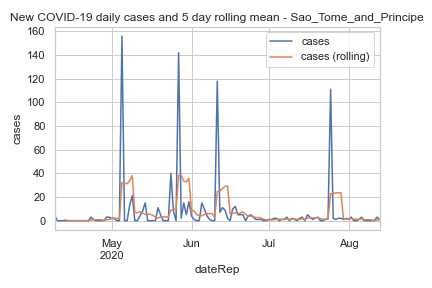 New COVID-19 daily cases and 5 day rolling mean - Sao_Tome_and_Principe
cases
cases (rolling)
160
140
120
100
80
60
40
20
0
cases
May
2020
Jun
Jul
Aug
dateRep